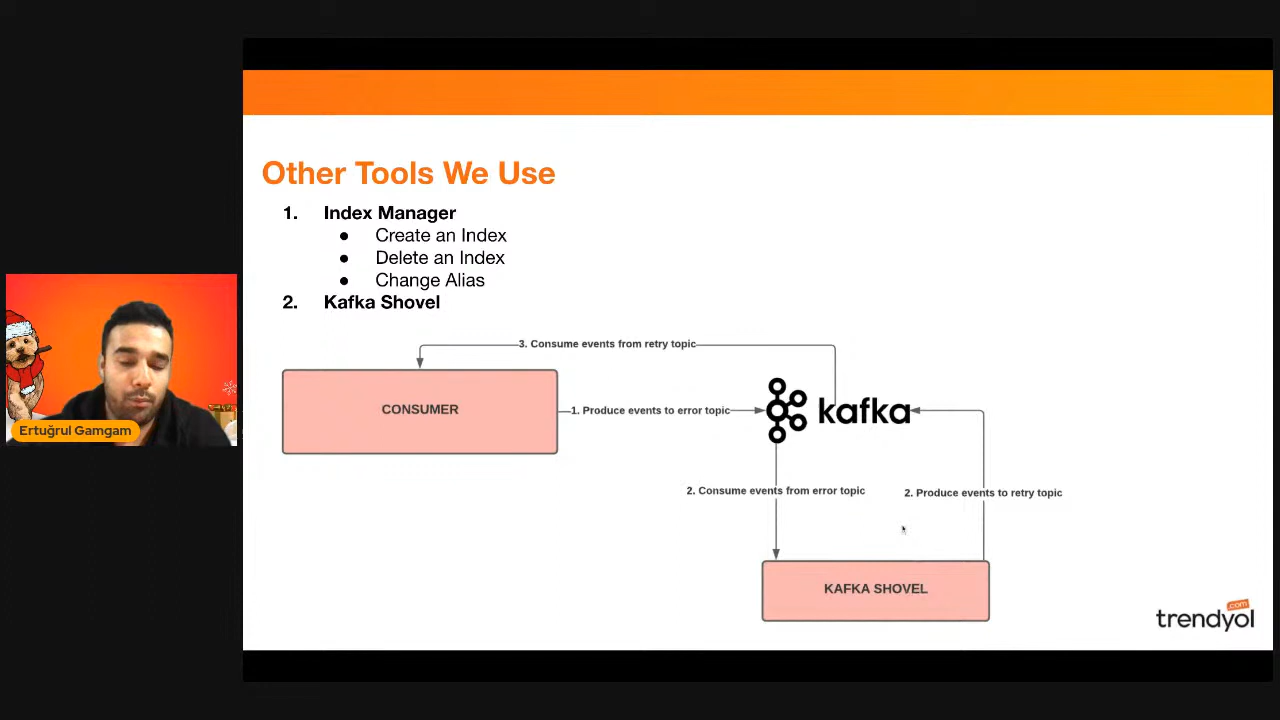 Other Tools We Use
1. Index Manager
● Create an Index
● Delete an Index
● Change Alias
2. Kafka Shovel
3. Consume events from retry topic
CONSUMER
1. Produce events to error topic
kafka
Ertuğrul Gamgam
2. Consume events from error topic
2. Produce events to retry topic
KAFKA SHOVEL
.com
trendyol